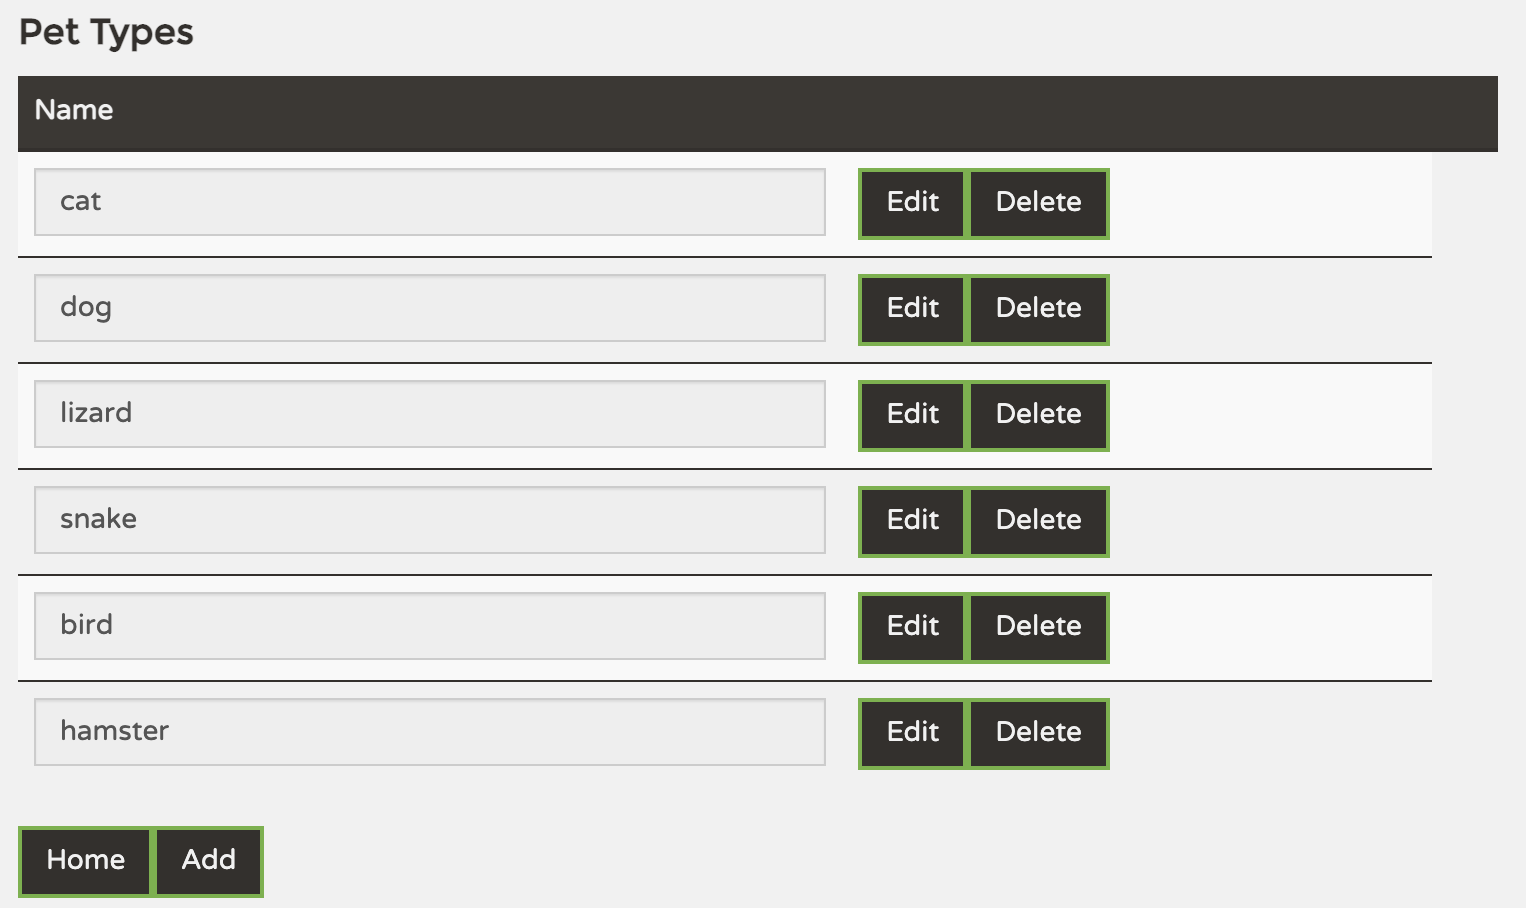 Pet Types
Name
cat Edit Delete
dog Edit Delete
lizard Edit Delete
snake Edit Delete
bird Edit Delete
hamster Edit Delete
Home Add